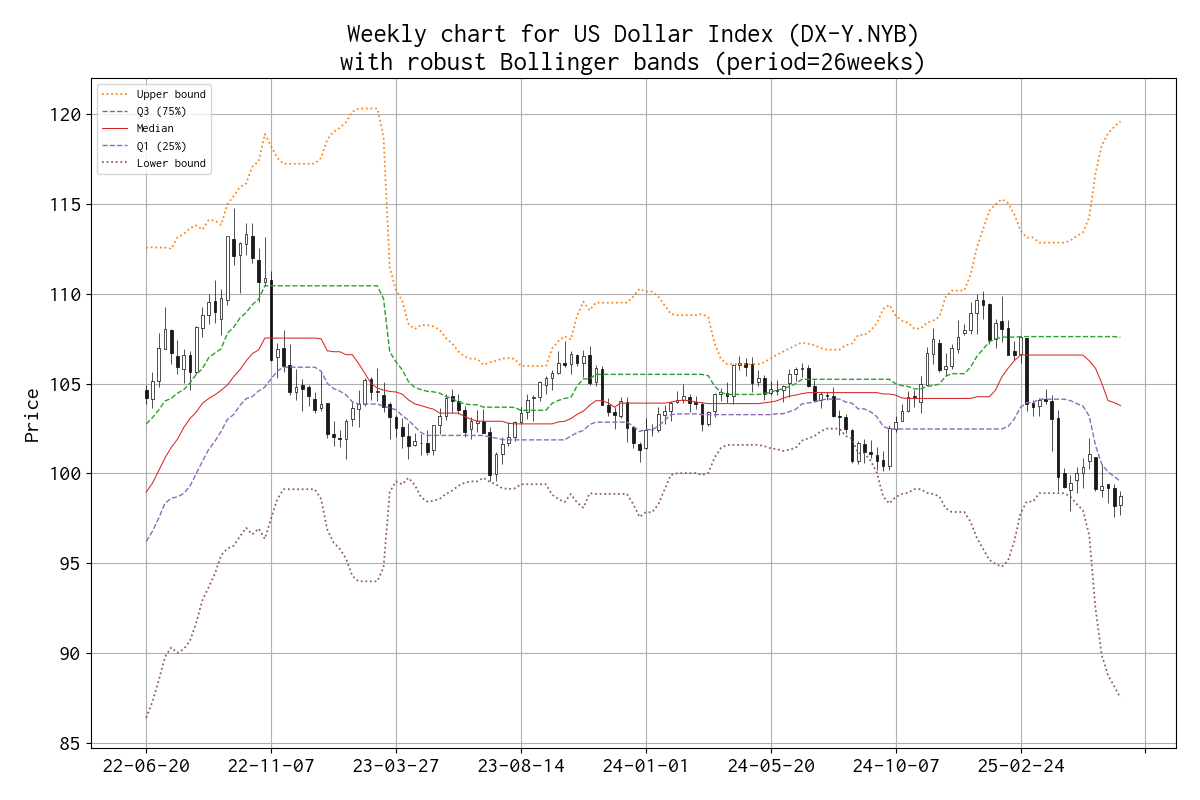 Weekly chart for US Dollar Index (DX-Y.NYB)
with robust Bollinger bands (period=26weeks)
Upper bound
Q3 (75%)
Median
Q1 (25%)
Lower bound
120
115
110
105
100
95
90
85
Price
22-06-20
22-11-07
23-03-27
23-08-14
24-01-01
24-05-20
24-10-07
25-02-24